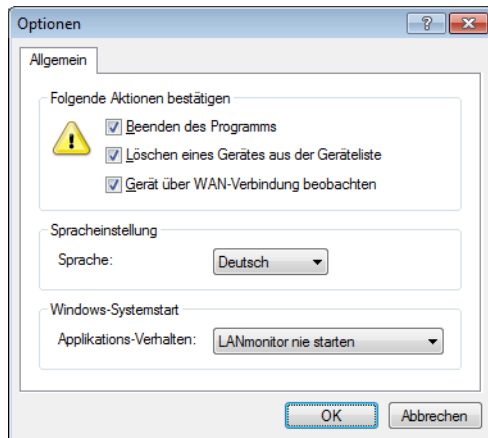 Optionen
Allgemein
Folgende Aktionen bestätigen
Beenden des Programms
Löschen eines Gerätes aus der Geräteliste
Gerät über WAN-Verbindung beobachten
Spracheinstellung
Sprache: Deutsch
Windows-Systemstart
Applikations-Verhalten: LANmonitor nie starten
OK Abbrechen